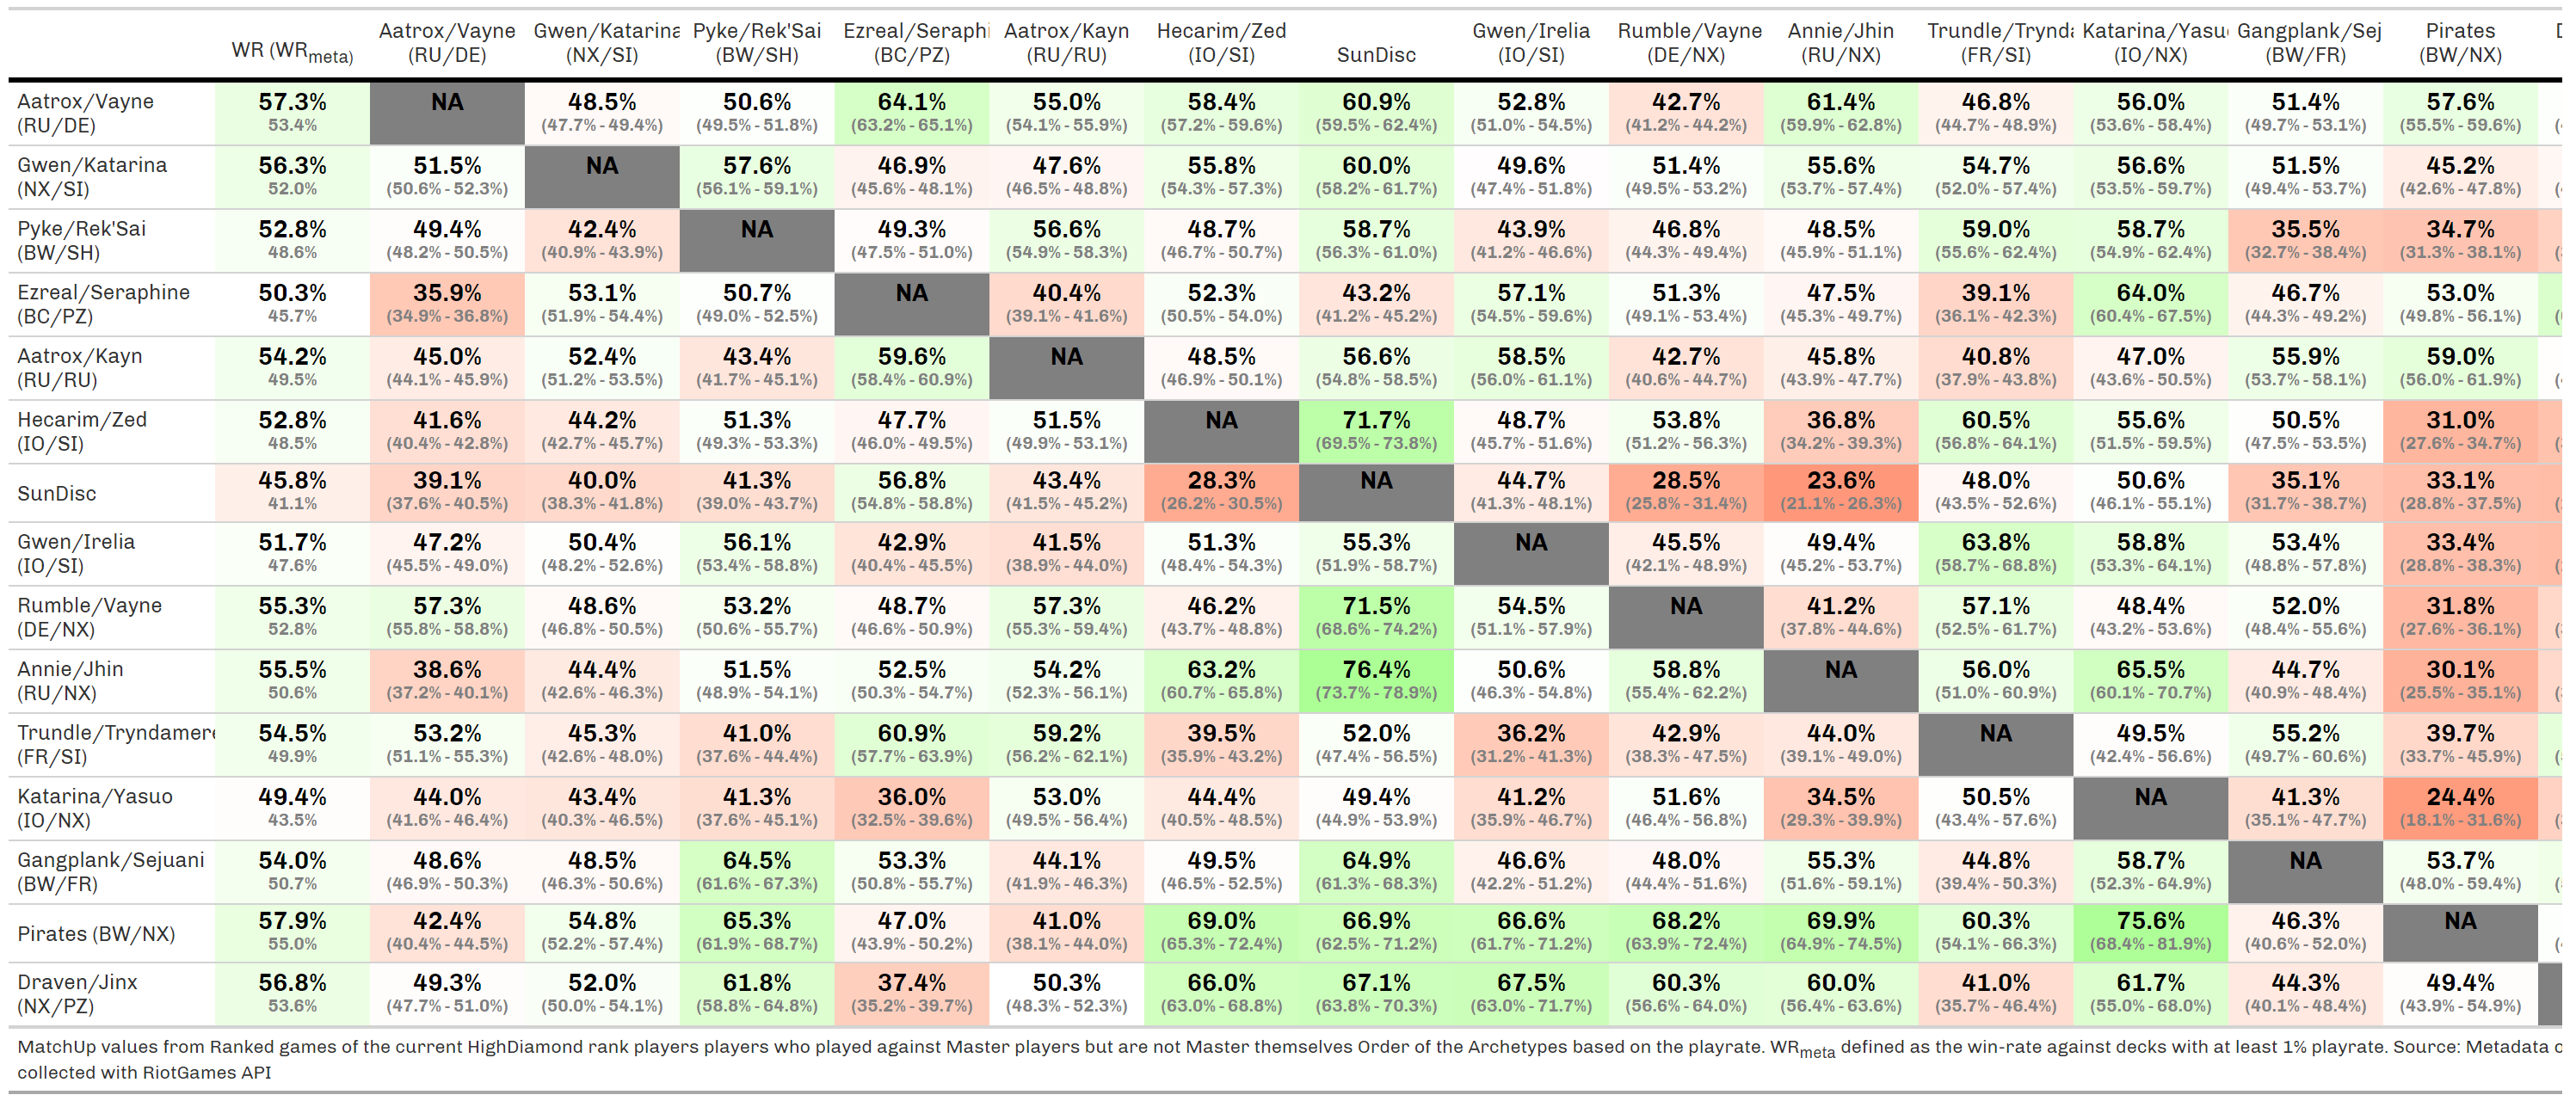 WR (WRmeta) Aatrox/Vayne (RU/DE) Gwen/Katarina (NX/SI) Pyke/Rek'Sai (BW/SH) Ezreal/Seraphi (BC/PZ) Aatrox/Kayn (RU/RU) Hecarim/Zed (IO/SI) SunDisc Gwen/Irelia (IO/SI) Rumble/Vayne (DE/NX) Annie/Jhin (RU/NX) Trundle/Trynda (FR/SI) Katarina/Yasu (IO/NX) Gangplank/Sej (BW/FR) Pirates (BW/NX)
Aatrox/Vayne 57.3% NA 48.5% 50.6% 64.1% 55.0% 58.4% 60.9% 52.8% 42.7% 61.4% 46.8% 56.0% 51.4% 57.6%
(RU/DE) 53.4% (47.7% - 49.4%) (49.5% - 51.8%) (63.2% - 65.1%) (54.1% - 55.9%) (57.2% - 59.6%) (59.5% - 62.4%) (51.0% - 54.5%) (41.2% - 44.2%) (59.9% - 62.8%) (44.7% - 48.9%) (53.6% - 58.4%) (49.7% - 53.1%) (55.5% - 59.6%)
Gwen/Katarina 56.3% 51.5% NA 57.6% 46.9% 47.6% 55.8% 60.0% 49.6% 51.4% 55.6% 54.7% 56.6% 51.5% 45.2%
(NX/SI) 52.0% (50.6% - 52.3%) (56.1% - 59.1%) (45.6% - 48.1%) (46.5% - 48.8%) (54.3% - 57.3%) (58.2% - 61.7%) (47.4% - 51.8%) (49.5% - 53.2%) (53.7% - 57.4%) (52.0% - 57.4%) (53.5% - 59.7%) (49.4% - 53.7%) (42.6% - 47.8%)
Pyke/Rek'Sai 52.8% 49.4% 42.4% NA 49.3% 56.6% 48.7% 58.7% 43.9% 46.8% 48.5% 59.0% 58.7% 35.5% 34.7%
(BW/SH) 48.6% (48.2% - 50.5%) (40.9% - 43.9%) (47.5% - 51.0%) (54.9% - 58.3%) (46.7% - 50.7%) (56.3% - 61.0%) (41.2% - 46.6%) (44.3% - 49.4%) (45.9% - 51.1%) (55.6% - 62.4%) (54.9% - 62.4%) (32.7% - 38.4%) (31.3% - 38.1%)
Ezreal/Seraphine 50.3% 35.9% 53.1% 50.7% NA 40.4% 52.3% 43.2% 57.1% 51.3% 47.5% 39.1% 64.0% 46.7% 53.0%
(BC/PZ) 45.7% (34.9% - 36.8%) (51.9% - 54.4%) (49.0% - 52.5%) (39.1% - 41.6%) (50.5% - 54.0%) (41.2% - 45.2%) (54.5% - 59.6%) (49.1% - 53.4%) (45.3% - 49.7%) (36.1% - 42.3%) (60.4% - 67.5%) (44.3% - 49.2%) (49.8% - 56.1%)
Aatrox/Kayn 54.2% 45.0% 52.4% 43.4% 59.6% NA 48.5% 56.6% 58.5% 42.7% 45.8% 40.8% 47.0% 55.9% 59.0%
(RU/RU) 49.5% (44.1% - 45.9%) (51.2% - 53.5%) (41.7% - 45.1%) (58.4% - 60.9%) (46.9% - 50.1%) (54.8% - 58.5%) (56.0% - 61.1%) (40.6% - 44.7%) (43.9% - 47.7%) (37.9% - 43.8%) (43.6% - 50.5%) (53.7% - 58.1%) (56.0% - 61.9%)
Hecarim/Zed 52.8% 41.6% 44.2% 51.3% 47.7% 51.5% NA 71.7% 48.7% 53.8% 36.8% 60.5% 55.6% 50.5% 31.0%
(IO/SI) 48.5% (40.4% - 42.8%) (42.7% - 45.7%) (49.3% - 53.3%) (46.0% - 49.5%) (49.9% - 53.1%) (69.5% - 73.8%) (45.7% - 51.6%) (51.2% - 56.3%) (34.2% - 39.3%) (56.8% - 64.1%) (51.5% - 59.5%) (47.5% - 53.5%) (27.6% - 34.7%)
SunDisc 45.8% 39.1% 40.0% 41.3% 56.8% 43.4% 28.3% NA 44.7% 28.5% 23.6% 48.0% 50.6% 35.1% 33.1%
41.1% (37.6% - 40.5%) (38.3% - 41.8%) (39.0% - 43.7%) (54.8% - 58.8%) (41.5% - 45.2%) (26.2% - 30.5%) (41.3% - 48.1%) (25.8% - 31.4%) (21.1% - 26.3%) (43.5% - 52.6%) (46.1% - 55.1%) (31.7% - 38.7%) (28.8% - 37.5%)
Gwen/Irelia 51.7% 47.2% 50.4% 56.1% 42.9% 41.5% 51.3% 55.3% NA 45.5% 49.4% 63.8% 58.8% 53.4% 33.4%
(IO/SI) 47.6% (45.5% - 49.0%) (48.2% - 52.6%) (53.4% - 58.8%) (40.4% - 45.5%) (38.9% - 44.0%) (48.4% - 54.3%) (51.9% - 58.7%) (42.1% - 48.9%) (45.2% - 53.7%) (58.7% - 68.8%) (53.3% - 64.1%) (48.8% - 57.8%) (28.8% - 38.3%)
Rumble/Vayne 55.3% 57.3% 48.6% 53.2% 48.7% 57.3% 46.2% 71.5% 54.5% NA 41.2% 57.1% 48.4% 52.0% 31.8%
(DE/NX) 52.8% (55.8% - 58.8%) (46.8% - 50.5%) (50.6% - 55.7%) (46.6% - 50.9%) (55.3% - 59.4%) (43.7% - 48.8%) (68.6% - 74.2%) (51.1% - 57.9%) (37.8% - 44.6%) (52.5% - 61.7%) (43.2% - 53.6%) (48.4% - 55.6%) (27.6% - 36.1%)
Annie/Jhin 55.5% 38.6% 44.4% 51.5% 52.5% 54.2% 63.2% 76.4% 50.6% 58.8% NA 56.0% 65.5% 44.7% 30.1%
(RU/NX) 50.6% (37.2% - 40.1%) (42.6% - 46.3%) (48.9% - 54.1%) (50.3% - 54.7%) (52.3% - 56.1%) (60.7% - 65.8%) (73.7% - 78.9%) (46.3% - 54.8%) (55.4% - 62.2%) (51.0% - 60.9%) (60.1% - 70.7%) (40.9% - 48.4%) (25.5% - 35.1%)
Trundle/Tryndamere 54.5% 53.2% 45.3% 41.0% 60.9% 59.2% 39.5% 52.0% 36.2% 42.9% 44.0% NA 49.5% 55.2% 39.7%
(FR/SI) 49.9% (51.1% - 55.3%) (42.6% - 48.0%) (37.6% - 44.4%) (57.7% - 63.9%) (56.2% - 62.1%) (35.9% - 43.2%) (47.4% - 56.5%) (31.2% - 41.3%) (38.3% - 47.5%) (39.1% - 49.0%) (42.4% - 56.6%) (49.7% - 60.6%) (33.7% - 45.9%)
Katarina/Yasuo 49.4% 44.0% 43.4% 41.3% 36.0% 53.0% 44.4% 49.4% 41.2% 51.6% 34.5% 50.5% NA 41.3% 24.4%
(IO/NX) 43.5% (41.6% - 46.4%) (40.3% - 46.5%) (37.6% - 45.1%) (32.5% - 39.6%) (49.5% - 56.4%) (40.5% - 48.5%) (44.9% - 53.9%) (35.9% - 46.7%) (46.4% - 56.8%) (29.3% - 39.9%) (43.4% - 57.6%) (35.1% - 47.7%) (18.1% - 31.6%)
Gangplank/Sejuani 54.0% 48.6% 48.5% 64.5% 53.3% 44.1% 49.5% 64.9% 46.6% 48.0% 55.3% 44.8% 58.7% NA 53.7%
(BW/FR) 50.7% (46.9% - 50.3%) (46.3% - 50.6%) (61.6% - 67.3%) (50.8% - 55.7%) (41.9% - 46.3%) (46.5% - 52.5%) (61.3% - 68.3%) (42.2% - 51.2%) (44.4% - 51.6%) (51.6% - 59.1%) (39.4% - 50.3%) (52.3% - 64.9%) (48.0% - 59.4%)
Pirates (BW/NX) 57.9% 42.4% 54.8% 65.3% 47.0% 41.0% 69.0% 66.9% 66.6% 68.2% 69.9% 60.3% 75.6% 46.3% NA
55.0% (40.4% - 44.5%) (52.2% - 57.4%) (61.9% - 68.7%) (43.9% - 50.2%) (38.1% - 44.0%) (65.3% - 72.4%) (62.5% - 71.2%) (61.7% - 71.2%) (63.9% - 72.4%) (64.9% - 74.5%) (54.1% - 66.3%) (68.4% - 81.9%) (40.6% - 52.0%)
Draven/Jinx 56.8% 49.3% 52.0% 61.8% 37.4% 50.3% 66.0% 67.1% 67.5% 60.3% 60.0% 41.0% 61.7% 44.3% 49.4%
(NX/PZ) 53.6% (47.7% - 51.0%) (50.0% - 54.1%) (58.8% - 64.8%) (35.2% - 39.7%) (48.3% - 52.3%) (63.0% - 68.8%) (63.8% - 70.3%) (63.0% - 71.7%) (56.6% - 64.0%) (56.4% - 63.6%) (35.7% - 46.4%) (55.0% - 68.0%) (40.1% - 48.4%) (43.9% - 54.9%)
MatchUp values from Ranked games of the current HighDiamond rank players players who played against Master players but are not Master themselves Order of the Archetypes based on the playrate. WRmeta defined as the win-rate against decks with at least 1% playrate. Source: Metadata
collected with RiotGames API